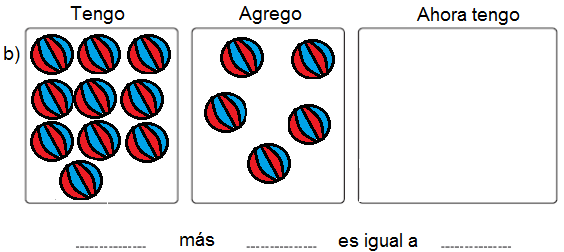 Tengo Agrego Ahora tengo
b)
............... más ............... es igual a ...............